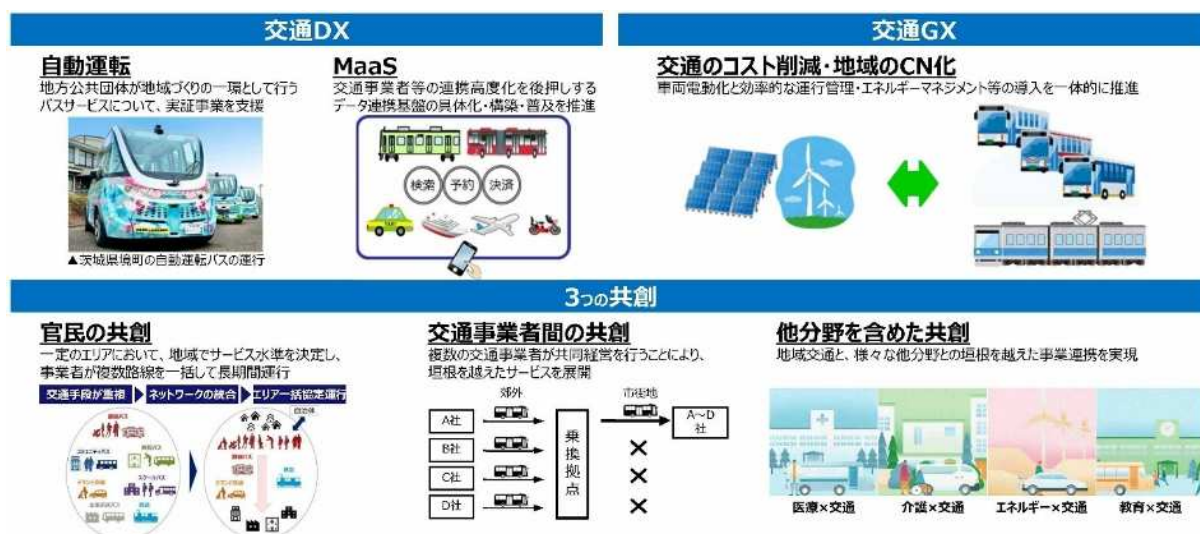 交通DX
自動運転
地方公共団体が地域づくりの一環として行う
バスサービスについて、実証事業を支援
▲茨城県境町の自動運転バスの運行
MaaS
交通事業者等の連携高度化を後押しする
データ連携基盤の具体化・構築・普及を推進
検索 予約 決済
交通GX
交通のコスト削減・地域のCN化
車両電動化と効率的な運行管理・エネルギーマネジメント等の導入を一体的に推進
3つの共創
官民の共創
一定のエリアにおいて、地域でサービス水準を決定し、
事業者が複数路線を一括して長期間運行
交通手段が重複 ネットワークの統合 エリア一括協定運行
自治体
交通事業者間の共創
複数の交通事業者が共同経営を行うことにより、
垣根を越えたサービスを展開
郊外 市街地
A社
B社
C社
D社
乗換拠点
A～D社
他分野を含めた共創
地域交通と、様々な他分野との垣根を越えた事業連携を実現
医療×交通 介護×交通 エネルギー×交通 教育×交通